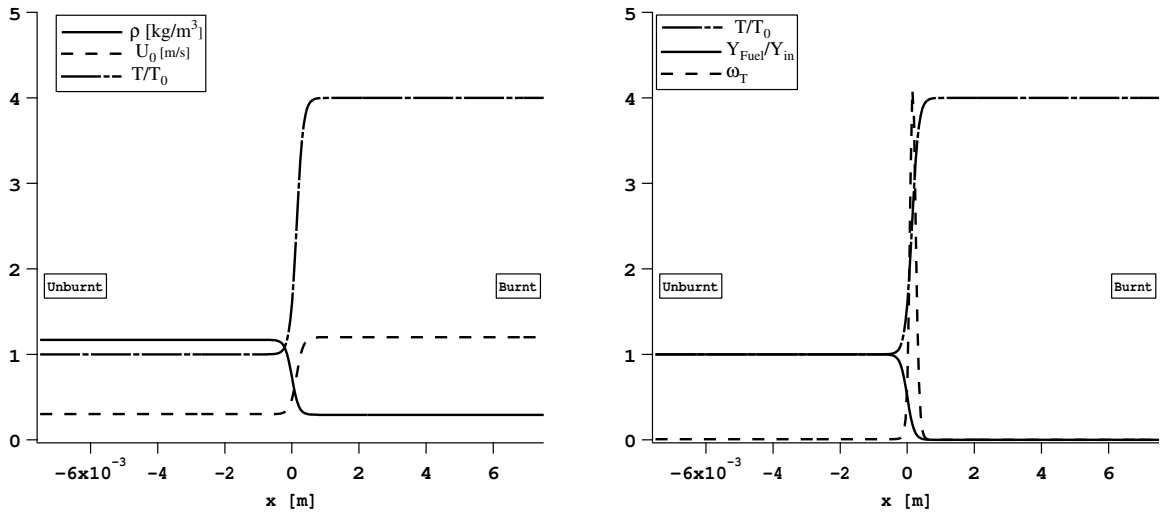 5
4
3
2
1
0
ρ [kg/m³]
U₀ [m/s]
T/T₀
Unburnt
Burnt
-6x10⁻³
-4
-2
0
2
4
6
x [m]
5
4
3
2
1
0
T/T₀
Y_Fuel/Y_in
ω_T
Unburnt
Burnt
-6x10⁻³
-4
-2
0
2
4
6
x [m]